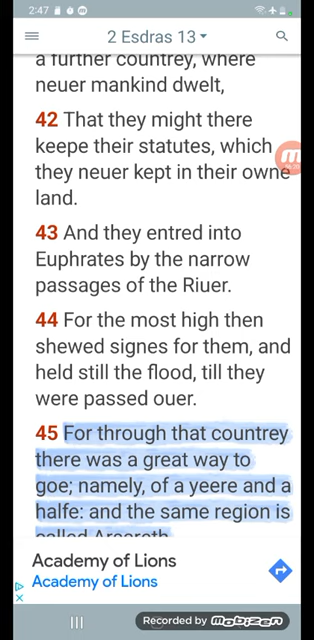 2:47
2 Esdras 13
a further countrey, where
neuer mankind dwelt,
42 That they might there
keepe their statutes, which
they neuer kept in their owne
land.
43 And they entred into
Euphrates by the narrow
passages of the Riuer.
44 For the most high then
shewed signes for them, and
held still the flood, till they
were passed ouer.
45 For through that countrey
there was a great way to
goe; namely, of a yeere and a
halfe: and the same region is
called Arsareth
Academy of Lions
Academy of Lions
Recorded by mobizen